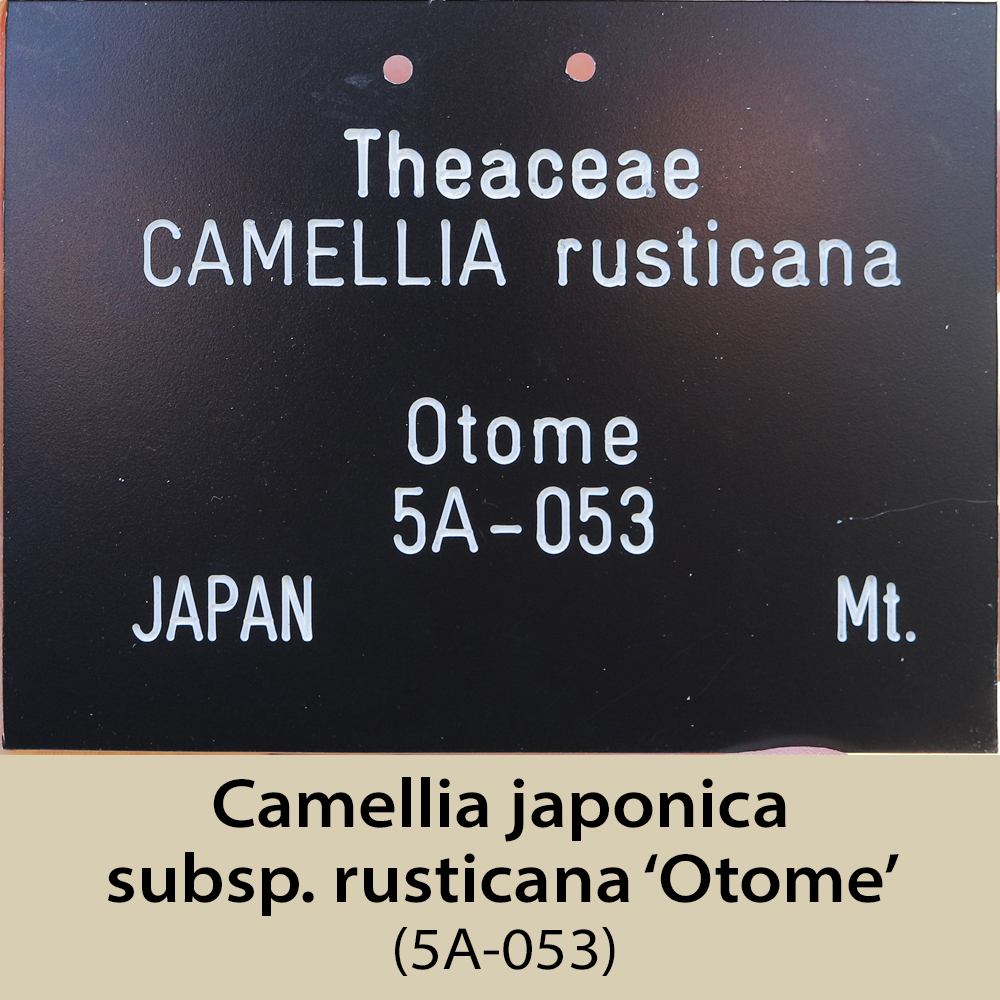 Theaceae
CAMELLIA rusticana
Otome
5A-053
JAPAN Mt.
Camellia japonica
subsp. rusticana ‘Otome’
(5A-053)